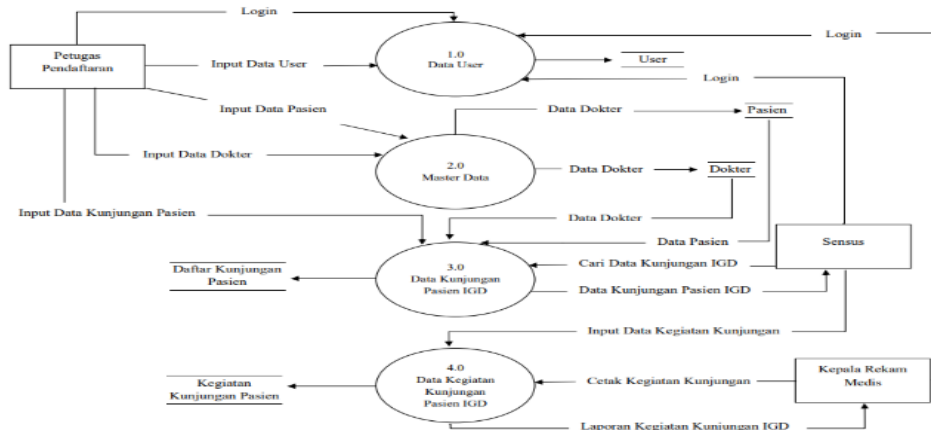 Login
Login
Petugas
Pendaftaran
1.0
Data User
Input Data User
User
Login
Input Data Pasien
Data Dokter
Pasien
Input Data Dokter
2.0
Master Data
Data Dokter
Dokter
Input Data Kunjungan Pasien
Data Dokter
Data Pasien
Sensus
Daftar Kunjungan
Pasien
3.0
Data Kunjungan
Pasien IGD
Cari Data Kunjungan IGD
Data Kunjungan Pasien IGD
Input Data Kegiatan Kunjungan
Kegiatan
Kunjungan Pasien
4.0
Data Kegiatan
Kunjungan
Pasien IGD
Cetak Kegiatan Kunjungan
Kepala Rekam
Medis
Laporan Kegiatan Kunjungan IGD